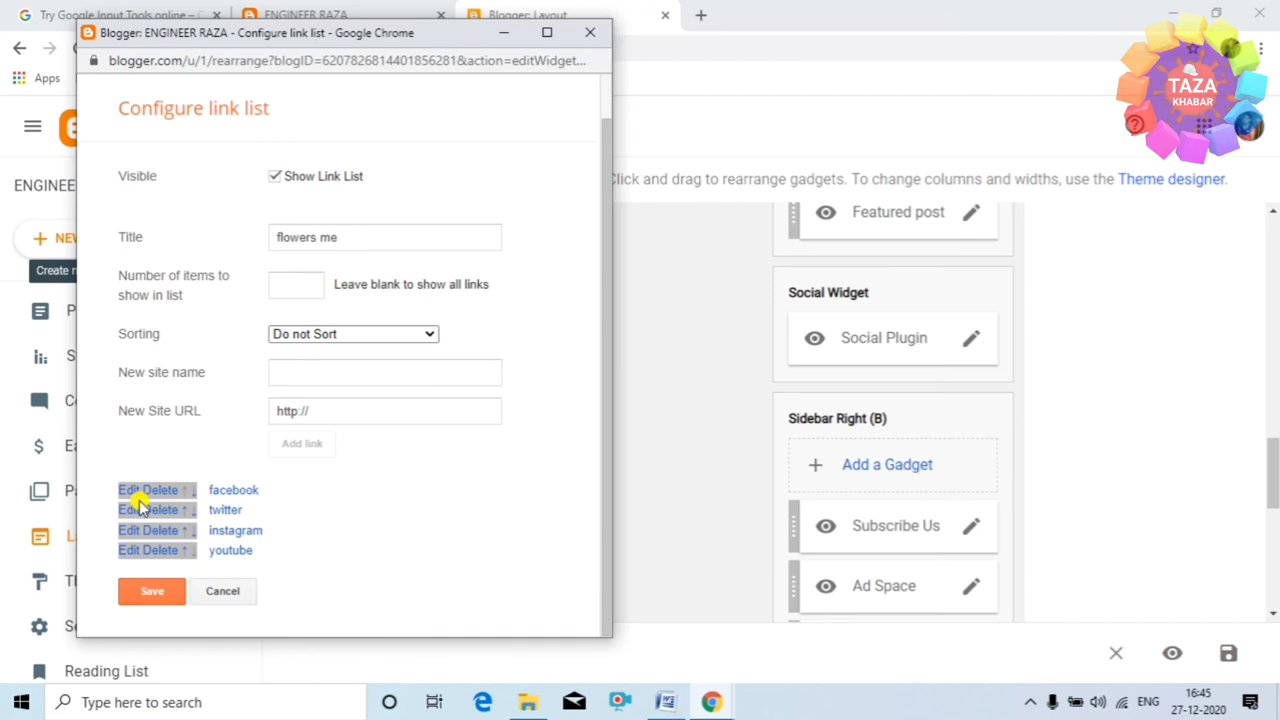 Try Google Input Tools online –
ENGINEER RAZA
Blogger: Layout
Blogger: ENGINEER RAZA - Configure link list - Google Chrome
blogger.com/u/1/rearrange?blogID=6207826814401856281&action=editWidget...
Apps
TAZA
KHABAR
Configure link list
Visible
Show Link List
ENGINEE
Click and drag to rearrange gadgets. To change columns and widths, use the Theme designer.
Featured post
Title
flowers me
NEW
Create n
Number of items to
show in list
Leave blank to show all links
Social Widget
Sorting
Do not Sort
Social Plugin
New site name
New Site URL
http://
Sidebar Right (B)
Add link
Add a Gadget
Edit Delete ↑ ↓ facebook
Edit Delete ↑ ↓ twitter
Edit Delete ↑ ↓ instagram
Edit Delete ↑ ↓ youtube
Subscribe Us
Save
Cancel
Ad Space
Reading List
Type here to search
ENG
16:45
27-12-2020